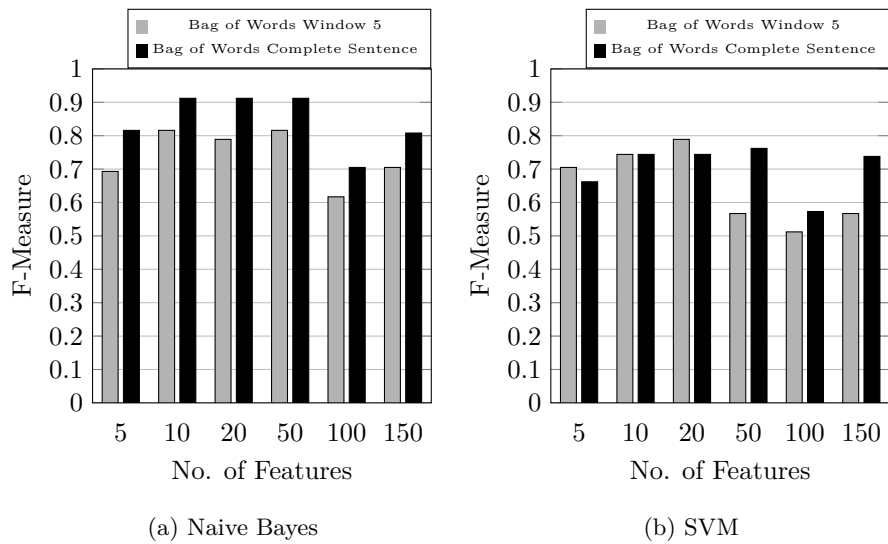 Bag of Words Window 5
Bag of Words Complete Sentence
1
0.9
0.8
0.7
0.6
0.5
0.4
0.3
0.2
0.1
0
F-Measure
5 10 20 50 100 150
No. of Features
(a) Naive Bayes
Bag of Words Window 5
Bag of Words Complete Sentence
1
0.9
0.8
0.7
0.6
0.5
0.4
0.3
0.2
0.1
0
F-Measure
5 10 20 50 100 150
No. of Features
(b) SVM